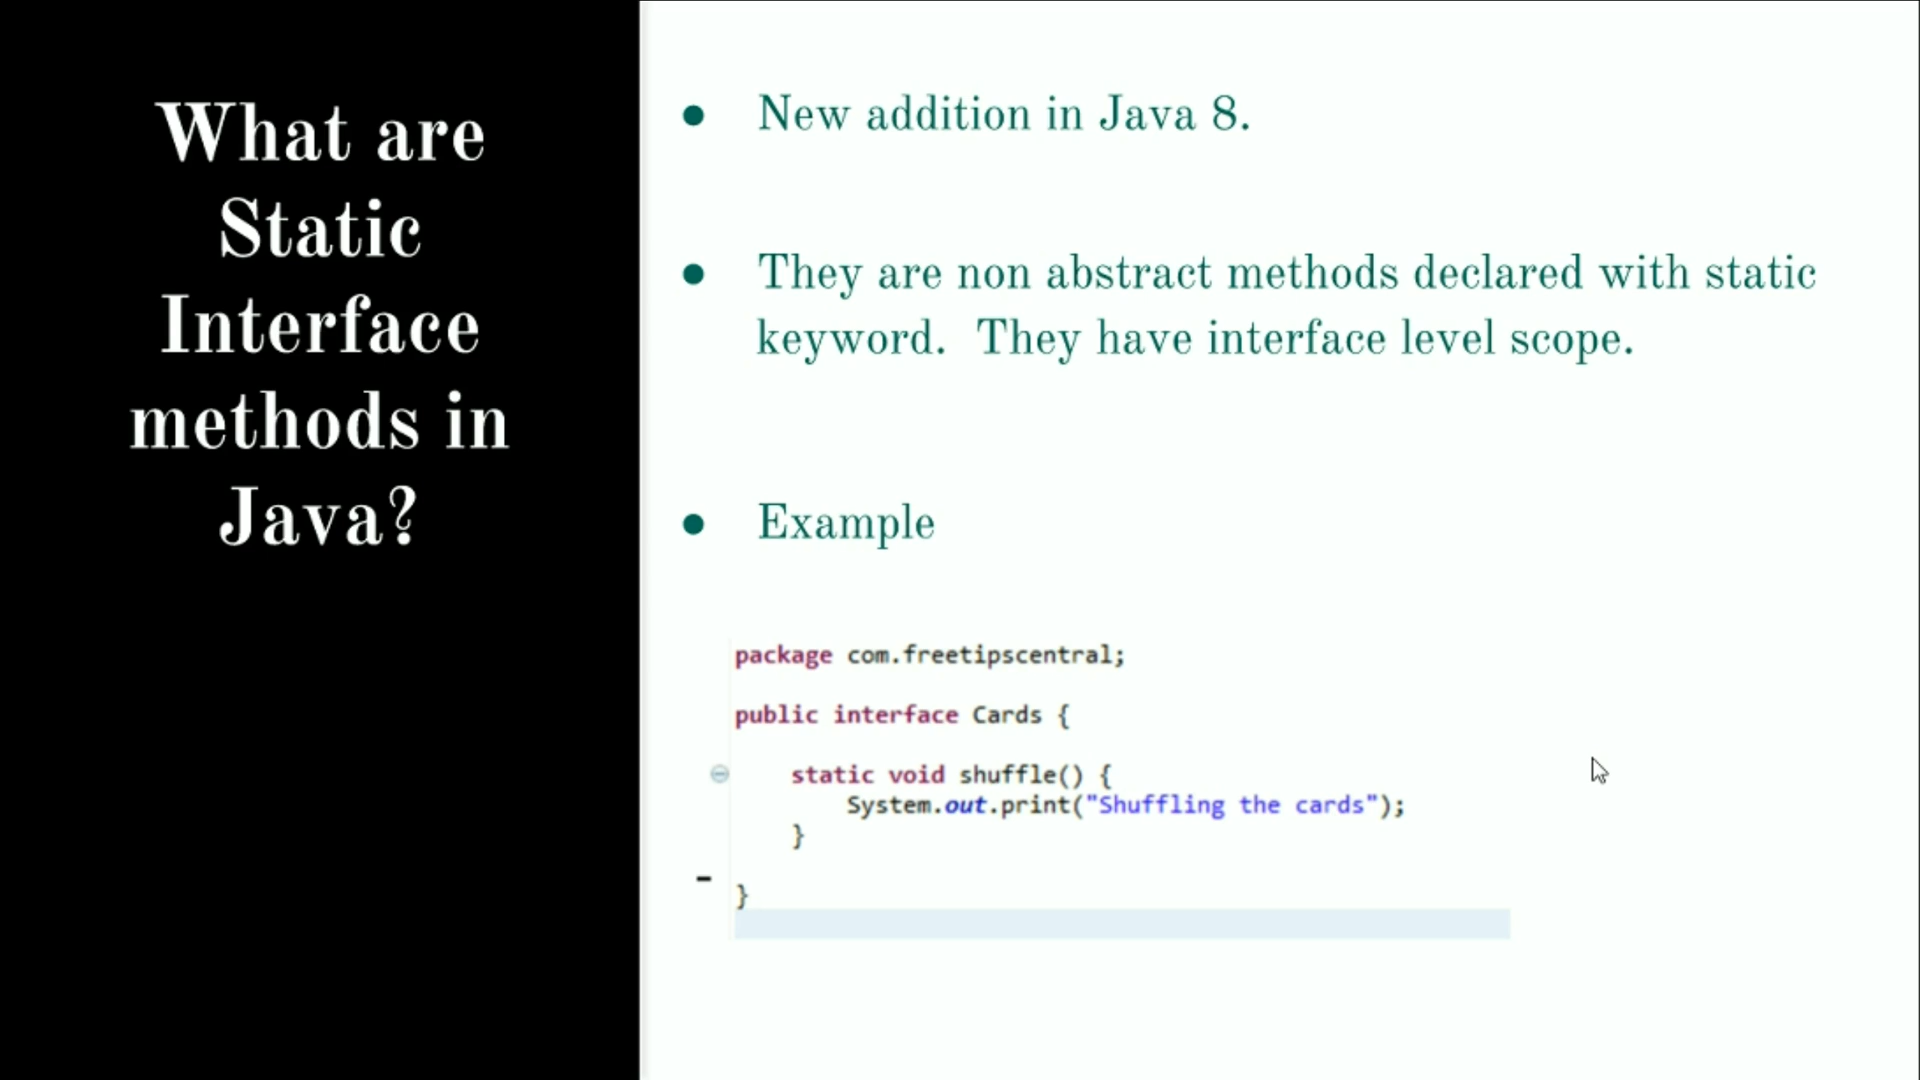 What are
Static
Interface
methods in
Java?
● New addition in Java 8.
● They are non abstract methods declared with static
keyword.  They have interface level scope.
● Example
package com.freetipscentral;
public interface Cards {
    static void shuffle() {
        System.out.print("Shuffling the cards");
    }
-
}